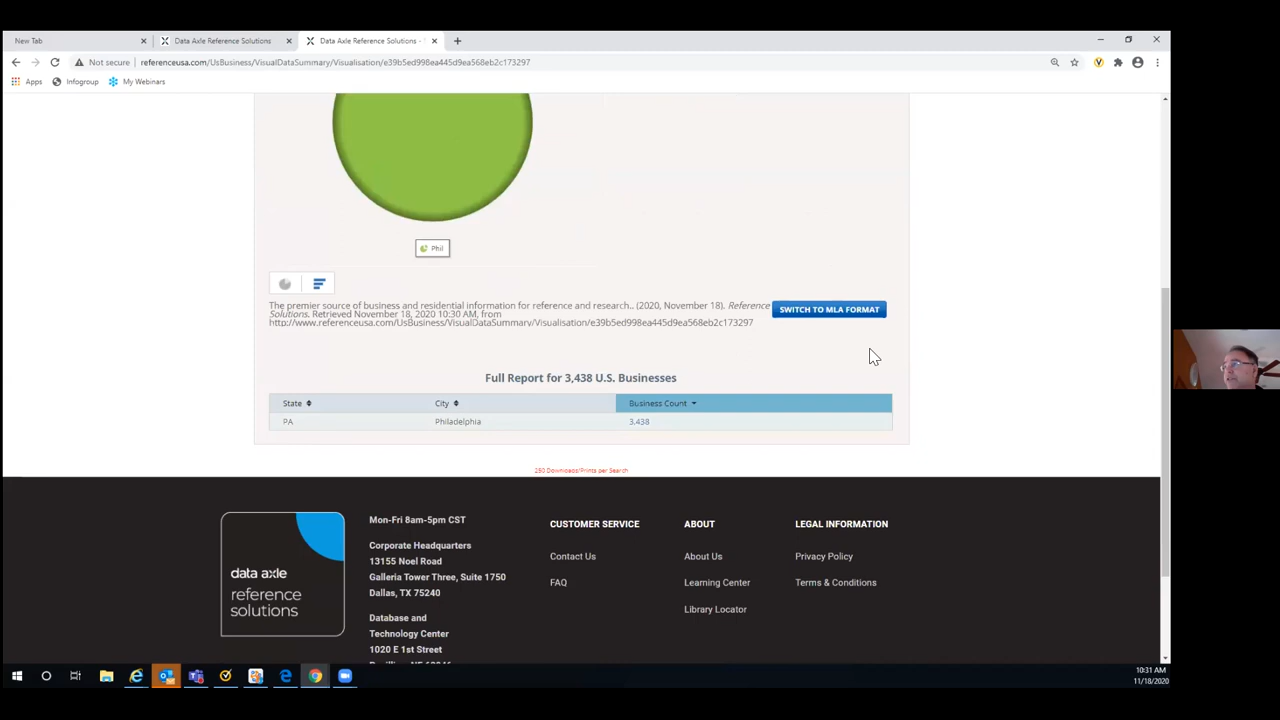 New Tab
Data Axle Reference Solutions
Data Axle Reference Solutions -
Not secure
referenceusa.com/UsBusiness/VisualDataSummary/Visualisation/e39b5ed998ea445d9ea568eb2c173297
Apps
Infogroup
My Webinars
Phil
The premier source of business and residential information for reference and research.. (2020, November 18). Reference
Solutions. Retrieved November 18, 2020 10:30 AM, from
http://www.referenceusa.com/UsBusiness/VisualDataSummary/Visualisation/e39b5ed998ea445d9ea568eb2c173297
SWITCH TO MLA FORMAT
Full Report for 3,438 U.S. Businesses
State City Business Count
PA Philadelphia 3,438
250 Downloads/Prints per Search
data axle
reference
solutions
Mon-Fri 8am-5pm CST
Corporate Headquarters
13155 Noel Road
Galleria Tower Three, Suite 1750
Dallas, TX 75240
Database and
Technology Center
1020 E 1st Street
CUSTOMER SERVICE
Contact Us
FAQ
ABOUT
About Us
Learning Center
Library Locator
LEGAL INFORMATION
Privacy Policy
Terms & Conditions
10:31 AM
11/18/2020